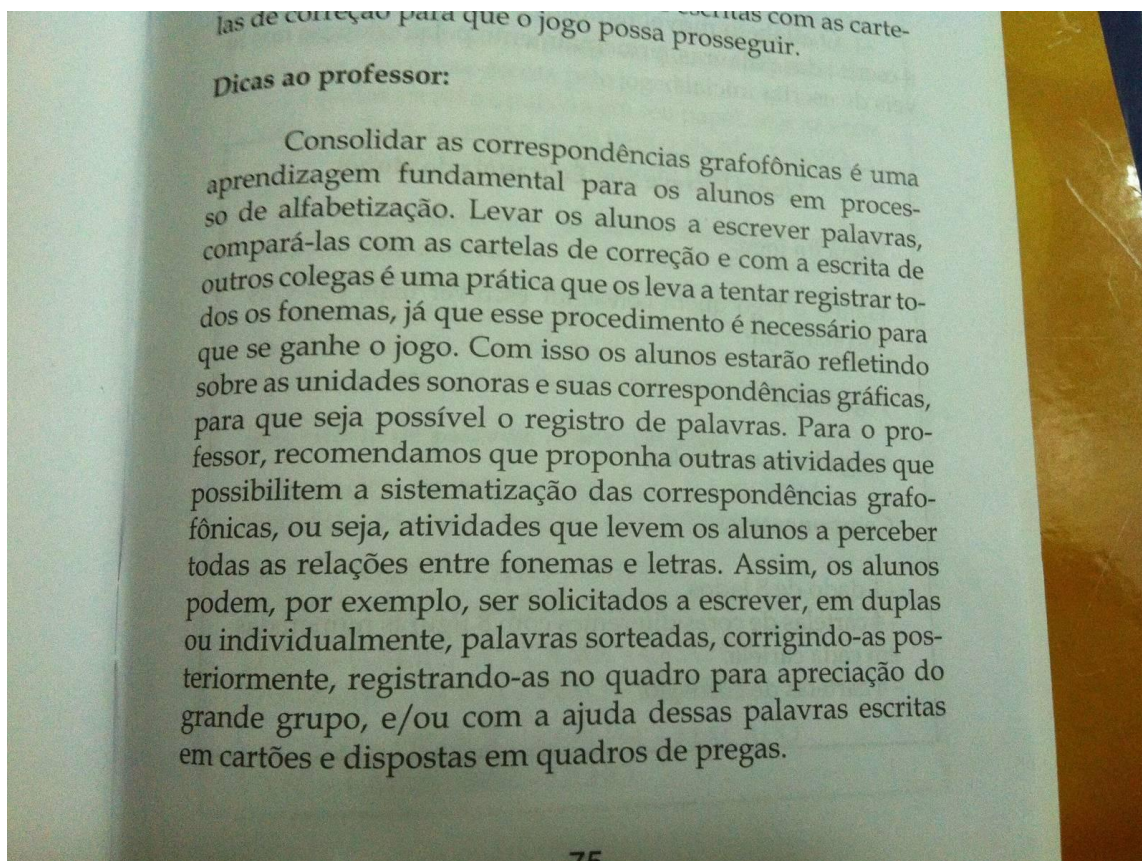 escritas com as carte-
las de correção para que o jogo possa prosseguir.
Dicas ao professor:
Consolidar as correspondências grafofônicas é uma
aprendizagem fundamental para os alunos em proces-
so de alfabetização. Levar os alunos a escrever palavras,
compará-las com as cartelas de correção e com a escrita de
outros colegas é uma prática que os leva a tentar registrar to-
dos os fonemas, já que esse procedimento é necessário para
que se ganhe o jogo. Com isso os alunos estarão refletindo
sobre as unidades sonoras e suas correspondências gráficas,
para que seja possível o registro de palavras. Para o pro-
fessor, recomendamos que proponha outras atividades que
possibilitem a sistematização das correspondências grafo-
fônicas, ou seja, atividades que levem os alunos a perceber
todas as relações entre fonemas e letras. Assim, os alunos
podem, por exemplo, ser solicitados a escrever, em duplas
ou individualmente, palavras sorteadas, corrigindo-as pos-
teriormente, registrando-as no quadro para apreciação do
grande grupo, e/ou com a ajuda dessas palavras escritas
em cartões e dispostas em quadros de pregas.
75